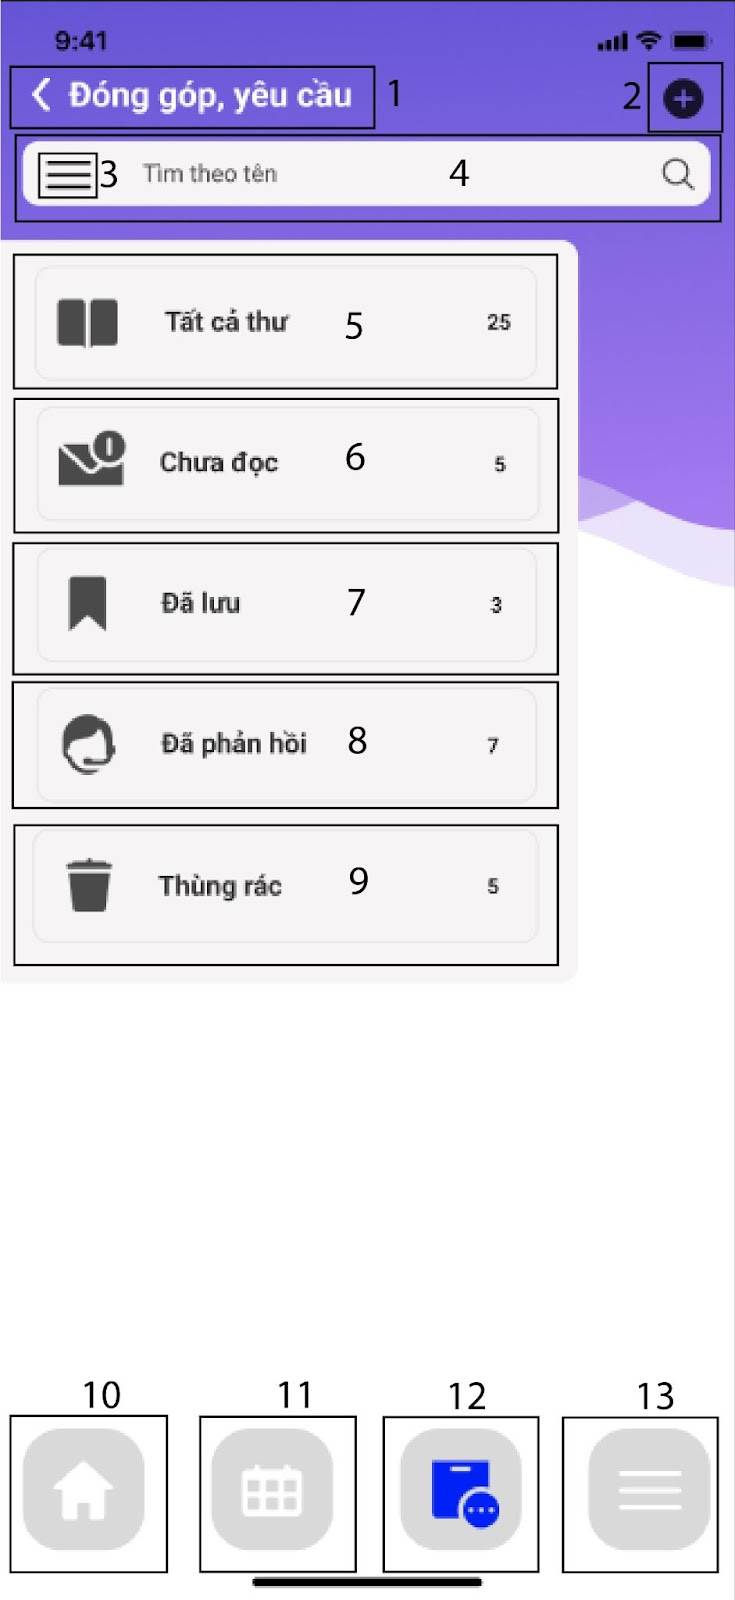 9:41
Đóng góp, yêu cầu 1 2
3 Tìm theo tên 4
Tất cả thư 5 25
Chưa đọc 6 5
Đã lưu 7 3
Đã phản hồi 8 7
Thùng rác 9 5
10 11 12 13